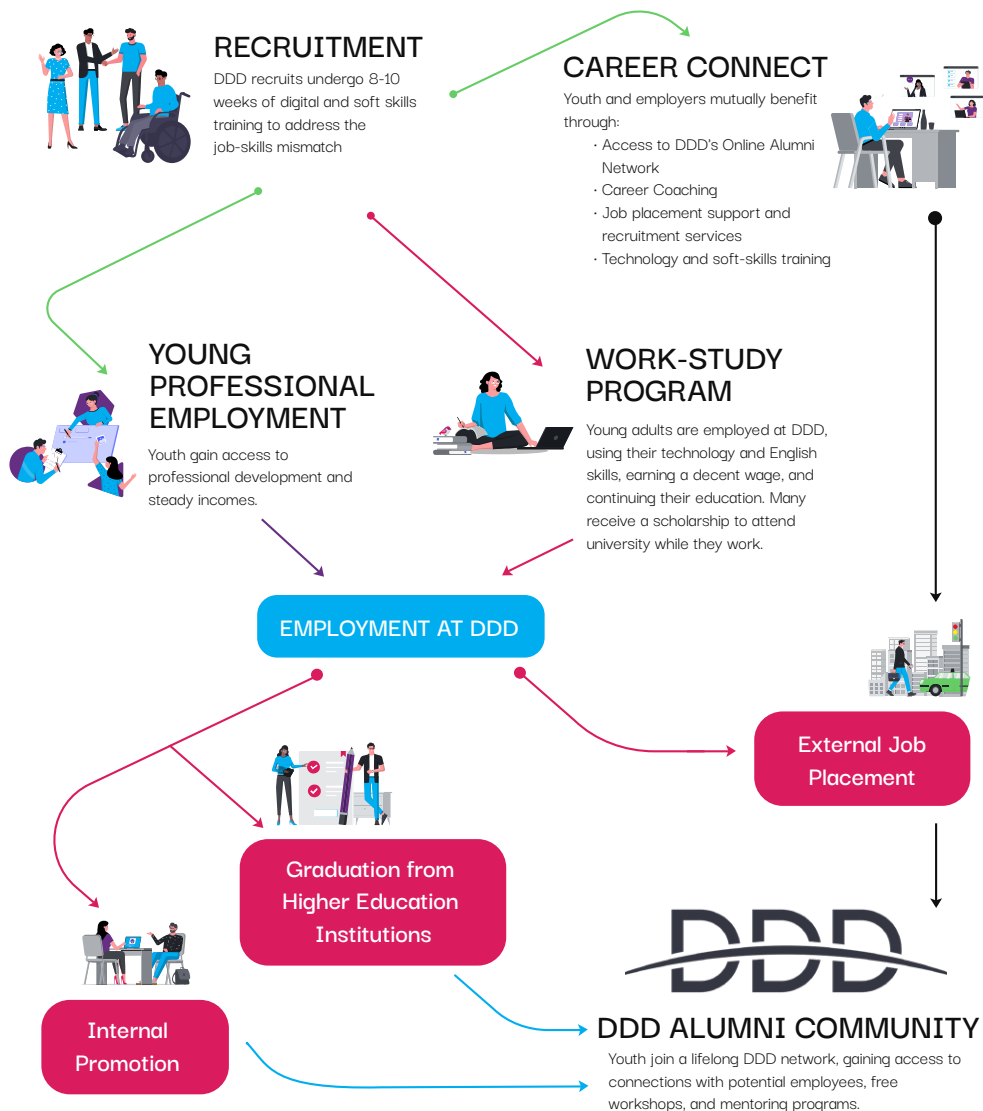 RECRUITMENT
DDD recruits undergo 8-10
weeks of digital and soft skills
training to address the
job-skills mismatch
CAREER CONNECT
Youth and employers mutually benefit
through:
· Access to DDD's Online Alumni
Network
· Career Coaching
· Job placement support and
recruitment services
· Technology and soft-skills training
YOUNG
PROFESSIONAL
EMPLOYMENT
Youth gain access to
professional development and
steady incomes.
WORK-STUDY
PROGRAM
Young adults are employed at DDD,
using their technology and English
skills, earning a decent wage, and
continuing their education. Many
receive a scholarship to attend
university while they work.
EMPLOYMENT AT DDD
External Job
Placement
Graduation from
Higher Education
Institutions
Internal
Promotion
DDD
DDD ALUMNI COMMUNITY
Youth join a lifelong DDD network, gaining access to
connections with potential employees, free
workshops, and mentoring programs.